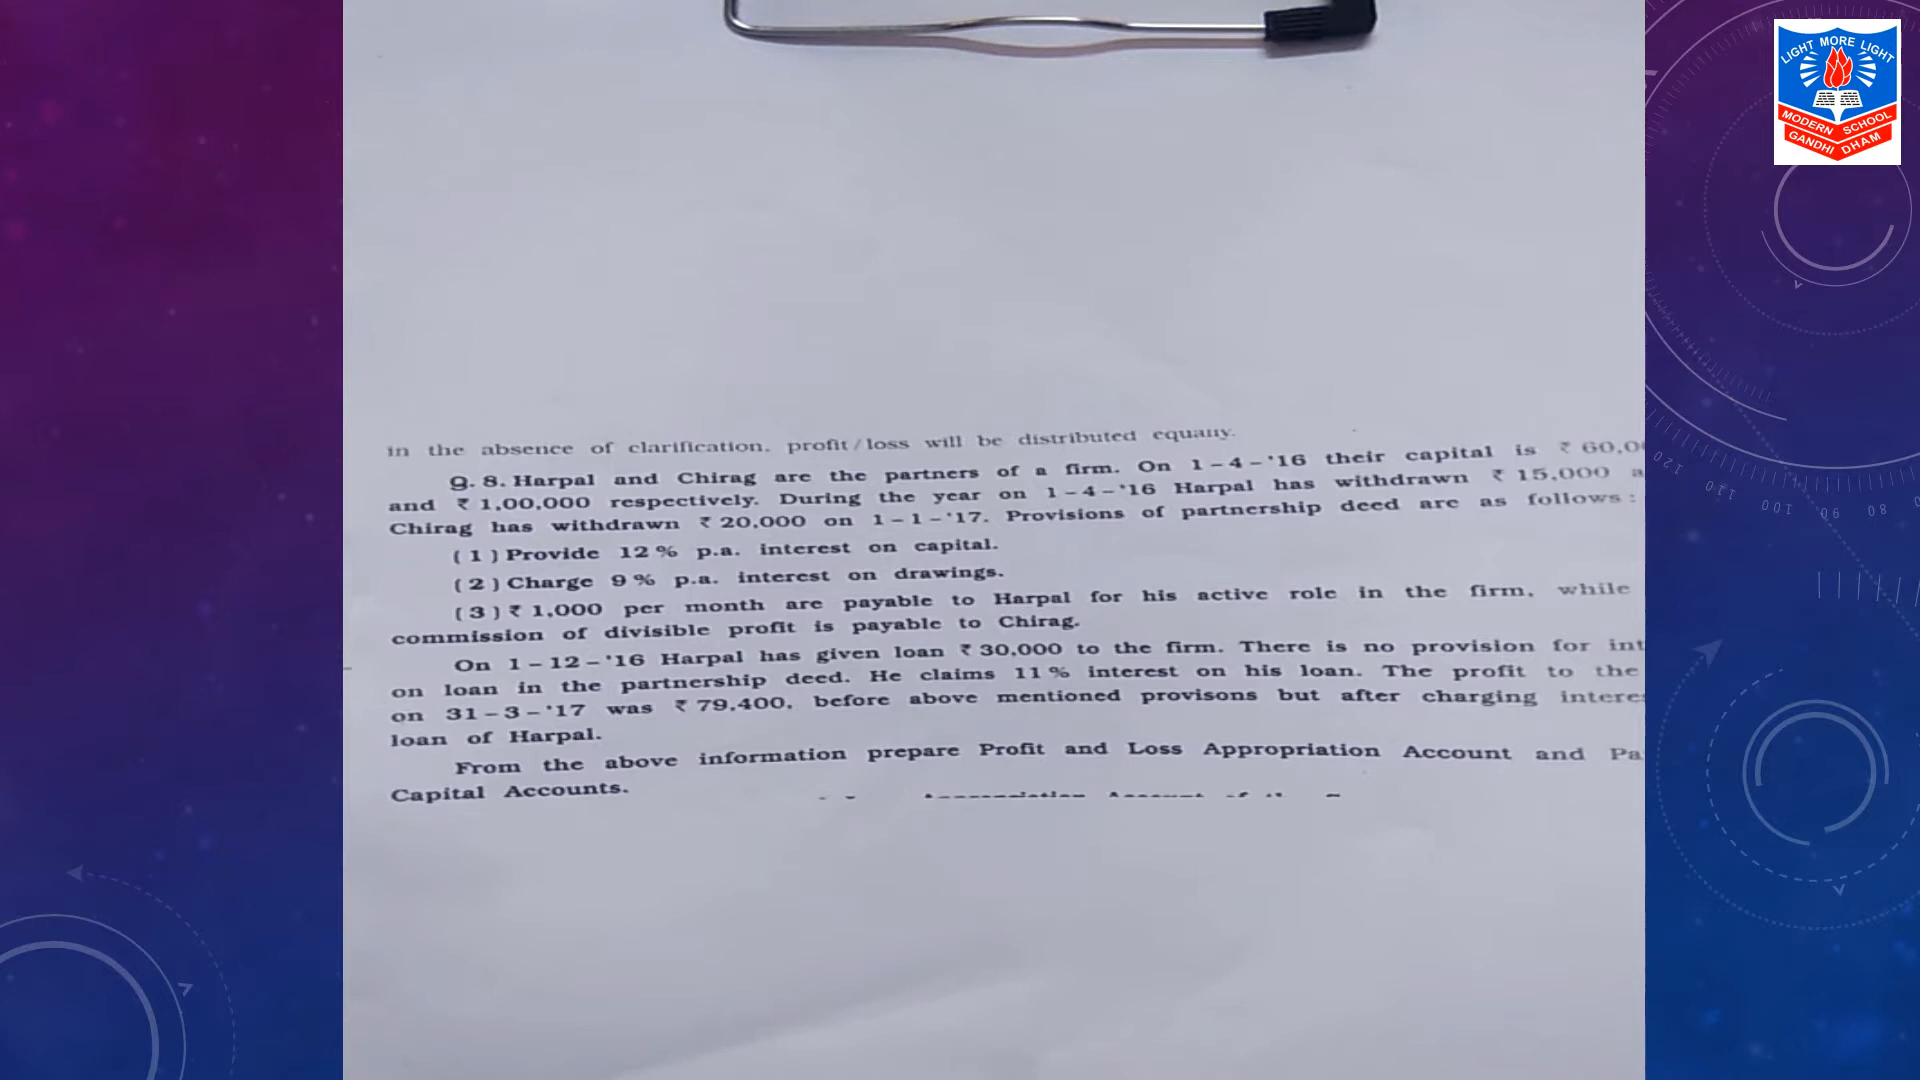 LIGHT MORE LIGHT
MODERN SCHOOL
GANDHI DHAM
in the absence of clarification, profit/loss will be distributed equally.
Q. 8. Harpal and Chirag are the partners of a firm. On 1-4-'16 their capital is ₹ 60,0
and ₹ 1,00,000 respectively. During the year on 1-4-'16 Harpal has withdrawn ₹ 15,000 a
Chirag has withdrawn ₹ 20,000 on 1-1-'17. Provisions of partnership deed are as follows:
(1) Provide 12% p.a. interest on capital.
(2) Charge 9% p.a. interest on drawings.
(3) ₹ 1,000 per month are payable to Harpal for his active role in the firm, while
commission of divisible profit is payable to Chirag.
On 1-12-'16 Harpal has given loan ₹ 30,000 to the firm. There is no provision for int
on loan in the partnership deed. He claims 11% interest on his loan. The profit to the
on 31-3-'17 was ₹ 79,400, before above mentioned provisons but after charging interes
loan of Harpal.
From the above information prepare Profit and Loss Appropriation Account and Pa
Capital Accounts.
120
110
100
90
80